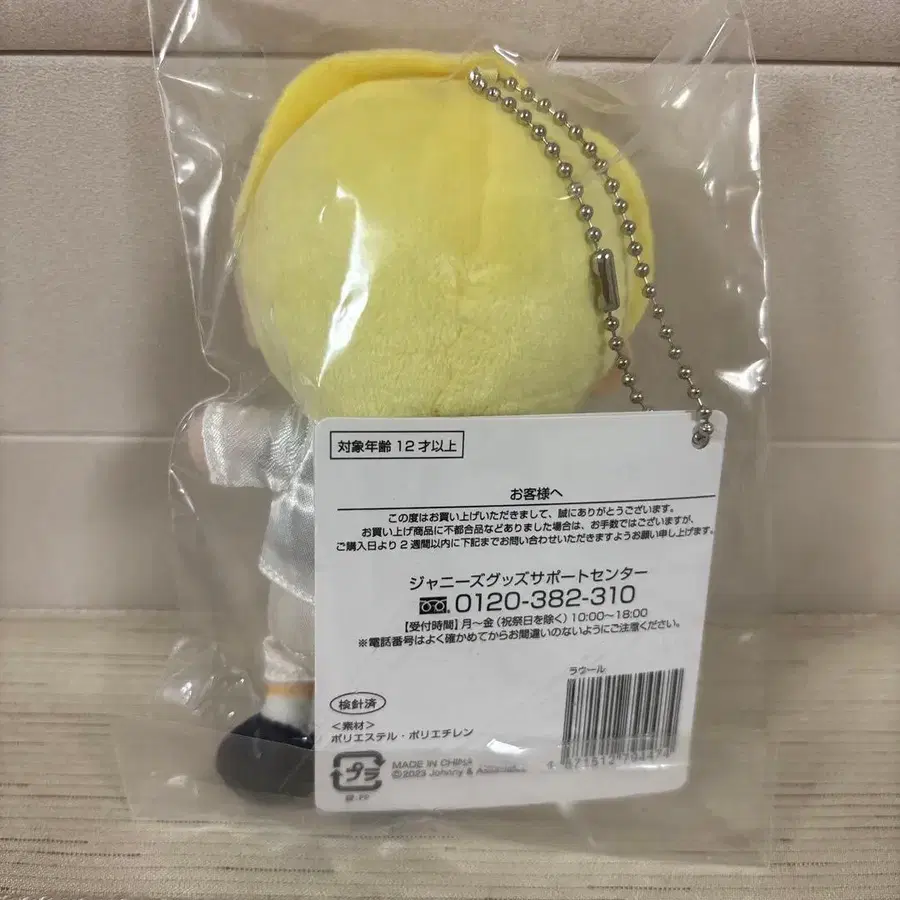 対象年齢 12才以上
お客様へ
この度はお買い上げいただきまして、誠にありがとうございます。
お買い上げ商品に不都合品などありました場合は、お手数ではございますが、
ご購入日より2週間以内に下記までお問い合わせいただきますようお願い申し上げます。
ジャニーズグッズサポートセンター
0120-382-310
【受付時間】月～金(祝祭日を除く)10:00～18:00
※電話番号はよく確かめてからお間違いのないようにご注意ください。
ラウール
検針済
＜素材＞
ポリエステル・ポリエチレン
プラ
MADE IN CHINA
©2023 Johnny &